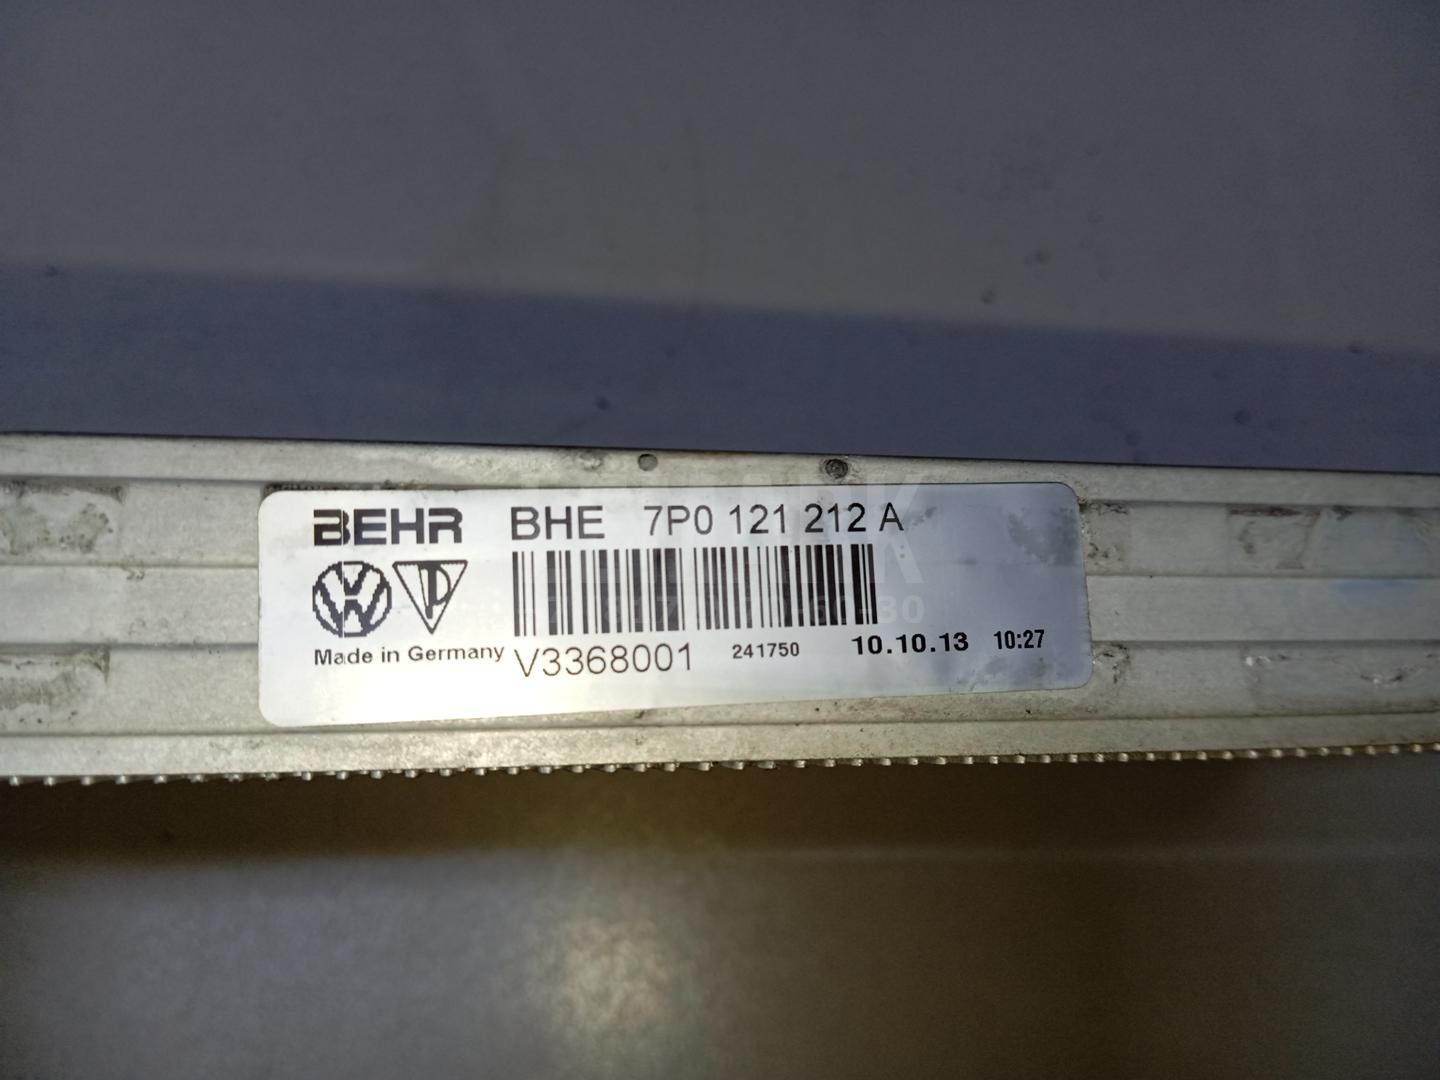 BEHR BHE 7P0 121 212 A
Made in Germany V3368001 241750 10.10.13 10:27